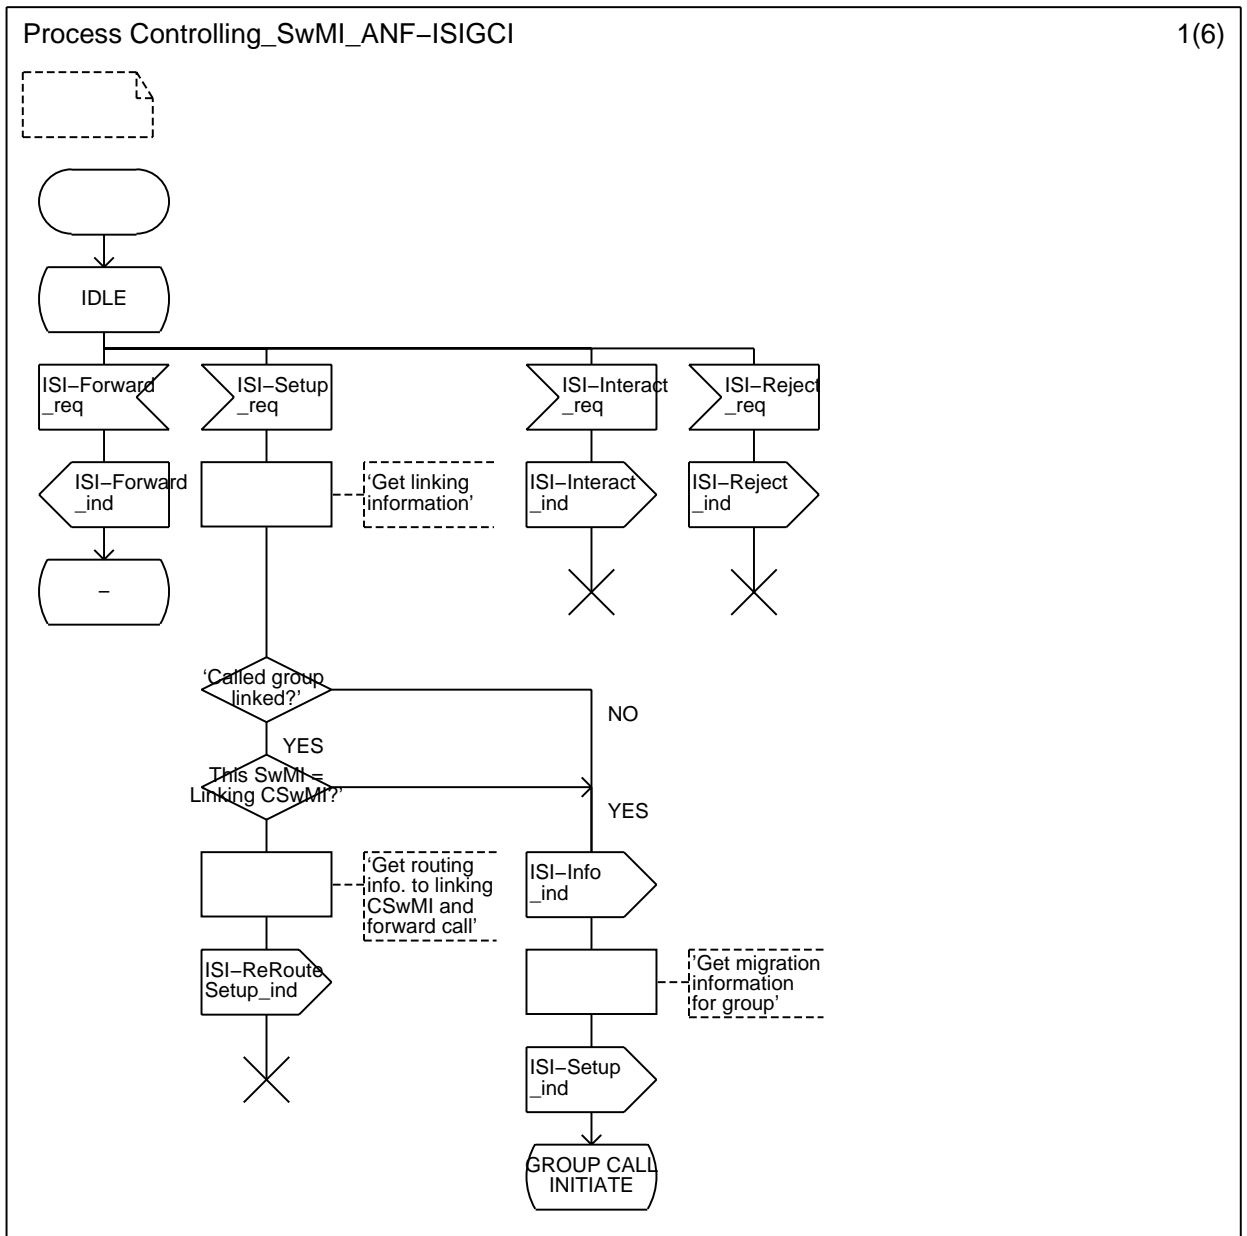 Process Controlling_SwMI_ANF−ISIGCI
1(6)
IDLE
ISI−Forward
_req
ISI−Setup
_req
ISI−Interact
_req
ISI−Reject
_req
ISI−Forward
_ind
‘Get linking
information’
ISI−Interact
_ind
ISI−Reject
_ind
−
‘Called group
linked?’
NO
YES
This SwMI =
Linking CSwMI?’
YES
‘Get routing
info. to linking
CSwMI and
forward call’
ISI−Info
_ind
ISI−ReRoute
Setup_ind
’Get migration
information
for group’
ISI−Setup
_ind
GROUP CALL
INITIATE